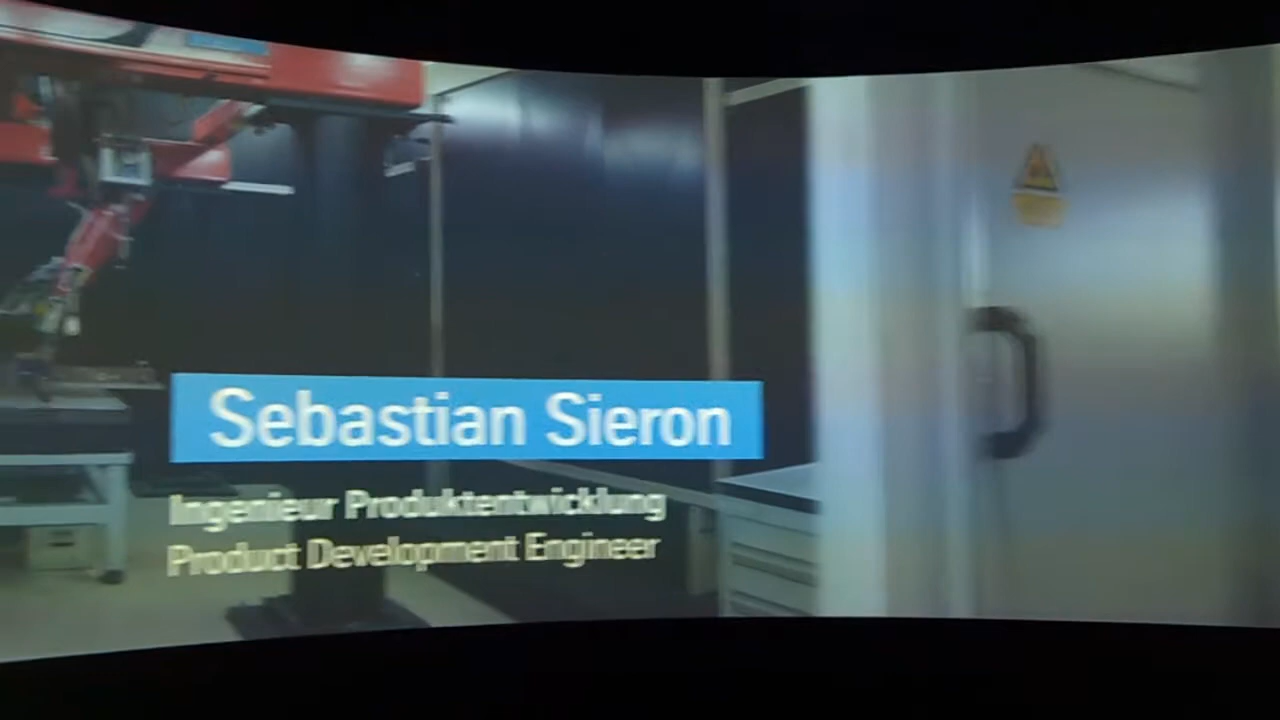 Sebastian Sieron
Ingenieur Produktentwicklung
Product Development Engineer